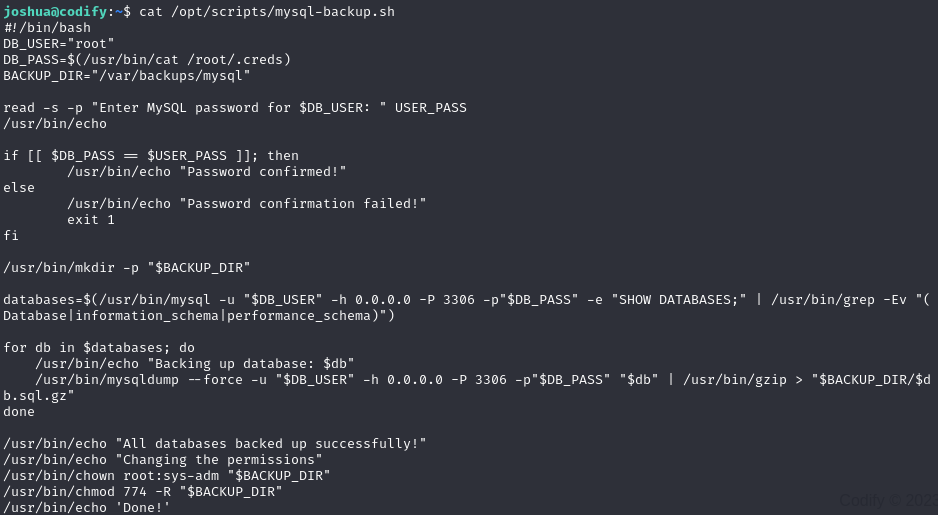 joshua@codify:~$ cat /opt/scripts/mysql-backup.sh
#!/bin/bash
DB_USER="root"
DB_PASS=$(/usr/bin/cat /root/.creds)
BACKUP_DIR="/var/backups/mysql"

read -s -p "Enter MySQL password for $DB_USER: " USER_PASS
/usr/bin/echo

if [[ $DB_PASS == $USER_PASS ]]; then
        /usr/bin/echo "Password confirmed!"
else
        /usr/bin/echo "Password confirmation failed!"
        exit 1
fi

/usr/bin/mkdir -p "$BACKUP_DIR"

databases=$(/usr/bin/mysql -u "$DB_USER" -h 0.0.0.0 -P 3306 -p"$DB_PASS" -e "SHOW DATABASES;" | /usr/bin/grep -Ev "(
Database|information_schema|performance_schema)")

for db in $databases; do
    /usr/bin/echo "Backing up database: $db"
    /usr/bin/mysqldump --force -u "$DB_USER" -h 0.0.0.0 -P 3306 -p"$DB_PASS" "$db" | /usr/bin/gzip > "$BACKUP_DIR/$d
b.sql.gz"
done

/usr/bin/echo "All databases backed up successfully!"
/usr/bin/echo "Changing the permissions"
/usr/bin/chown root:sys-adm "$BACKUP_DIR"
/usr/bin/chmod 774 -R "$BACKUP_DIR"
/usr/bin/echo 'Done!'
Codify © 2023